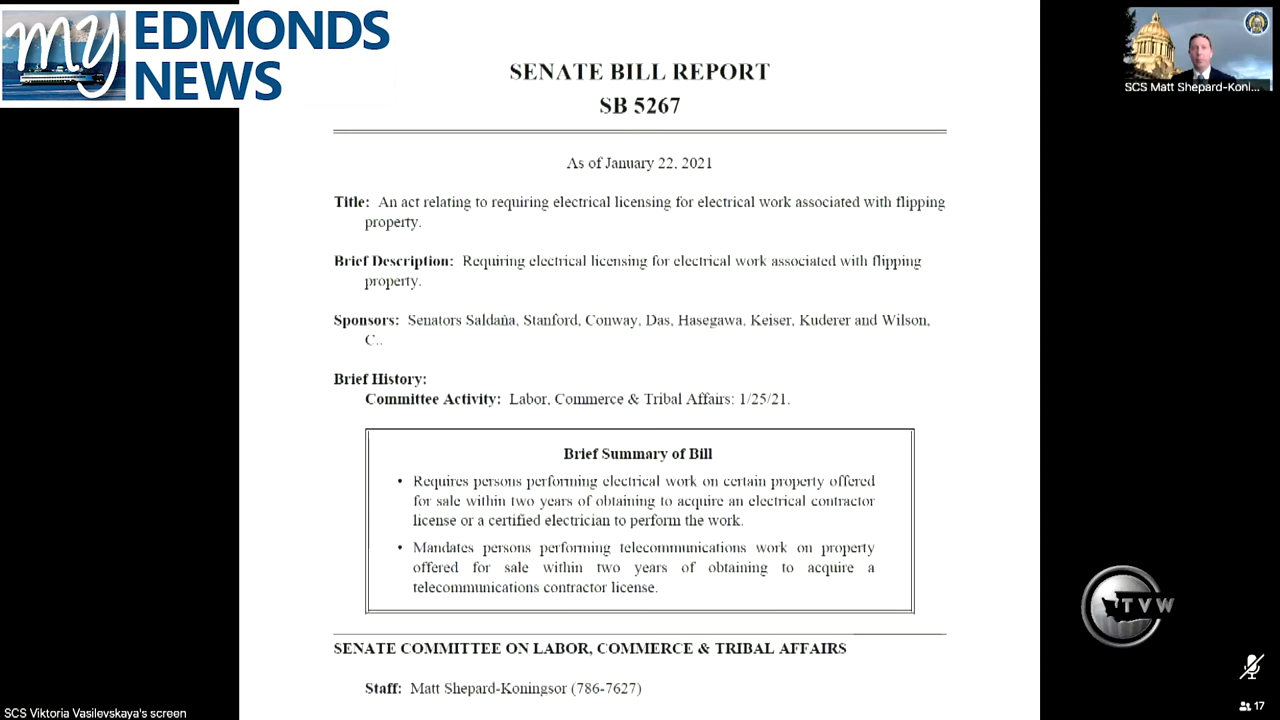 my EDMONDS NEWS
SCS Matt Shepard-Koni...
SENATE BILL REPORT
SB 5267
As of January 22, 2021
Title: An act relating to requiring electrical licensing for electrical work associated with flipping
property.
Brief Description: Requiring electrical licensing for electrical work associated with flipping
property.
Sponsors: Senators Saldaña, Stanford, Conway, Das, Hasegawa, Keiser, Kuderer and Wilson,
C..
Brief History:
Committee Activity: Labor, Commerce & Tribal Affairs: 1/25/21.
Brief Summary of Bill
• Requires persons performing electrical work on certain property offered
for sale within two years of obtaining to acquire an electrical contractor
license or a certified electrician to perform the work.
• Mandates persons performing telecommunications work on property
offered for sale within two years of obtaining to acquire a
telecommunications contractor license.
TVW
SENATE COMMITTEE ON LABOR, COMMERCE & TRIBAL AFFAIRS
Staff: Matt Shepard-Koningsor (786-7627)
17
SCS Viktoria Vasilevskaya's screen